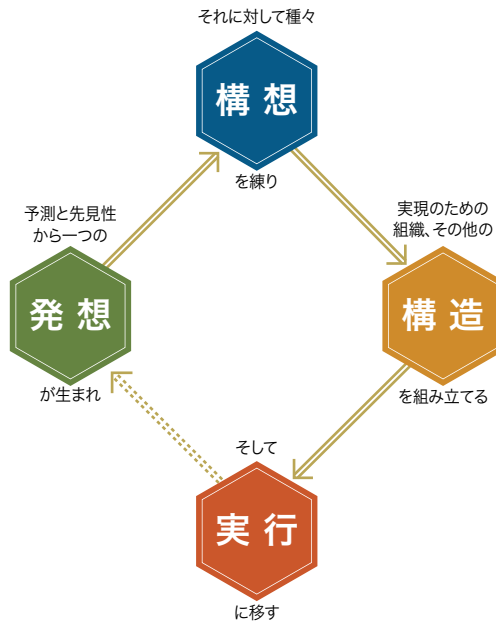 予測と先見性
から一つの
発想
が生まれ
それに対して種々
構想
を練り
実現のための
組織、その他の
構造
を組み立てる
そして
実行
に移す